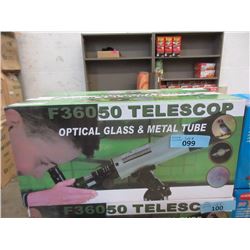 F36050 TELESCOP
OPTICAL GLASS & METAL TUBE
099
F36050 TELESC
100